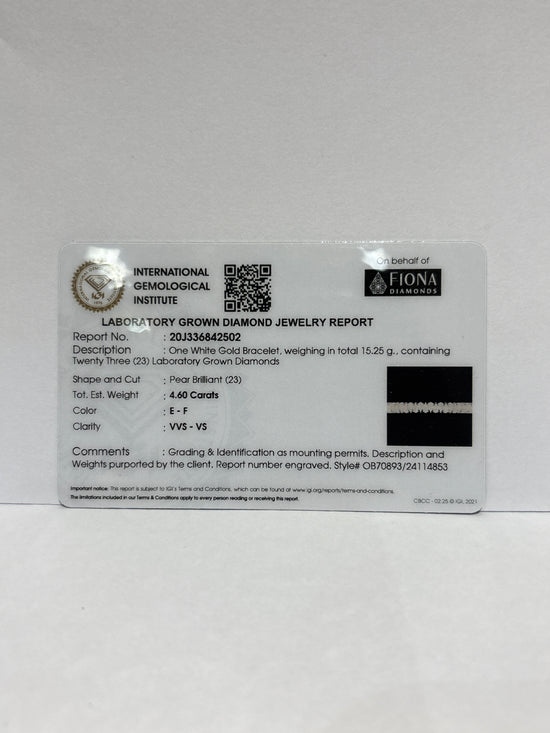 INTERNATIONAL
GEMOLOGICAL
INSTITUTE
IGI
On behalf of
FIONA
DIAMONDS
LABORATORY GROWN DIAMOND JEWELRY REPORT
Report No. : 20J336842502
Description : One White Gold Bracelet, weighing in total 15.25 g., containing
Twenty Three (23) Laboratory Grown Diamonds
Shape and Cut : Pear Brilliant (23)
Tot. Est. Weight : 4.60 Carats
Color : E - F
Clarity : VVS - VS
Comments : Grading & Identification as mounting permits. Description and
Weights purported by the client. Report number engraved. Style# OB70893/24114853
Important notice: This report is subject to IGI's Terms and Conditions, which can be found at www.igi.org/reports/terms-and-conditions.
The limitations included in our Terms & Conditions apply to every person reading or receiving this report.
CBCC - 02.25 © IGI, 2021